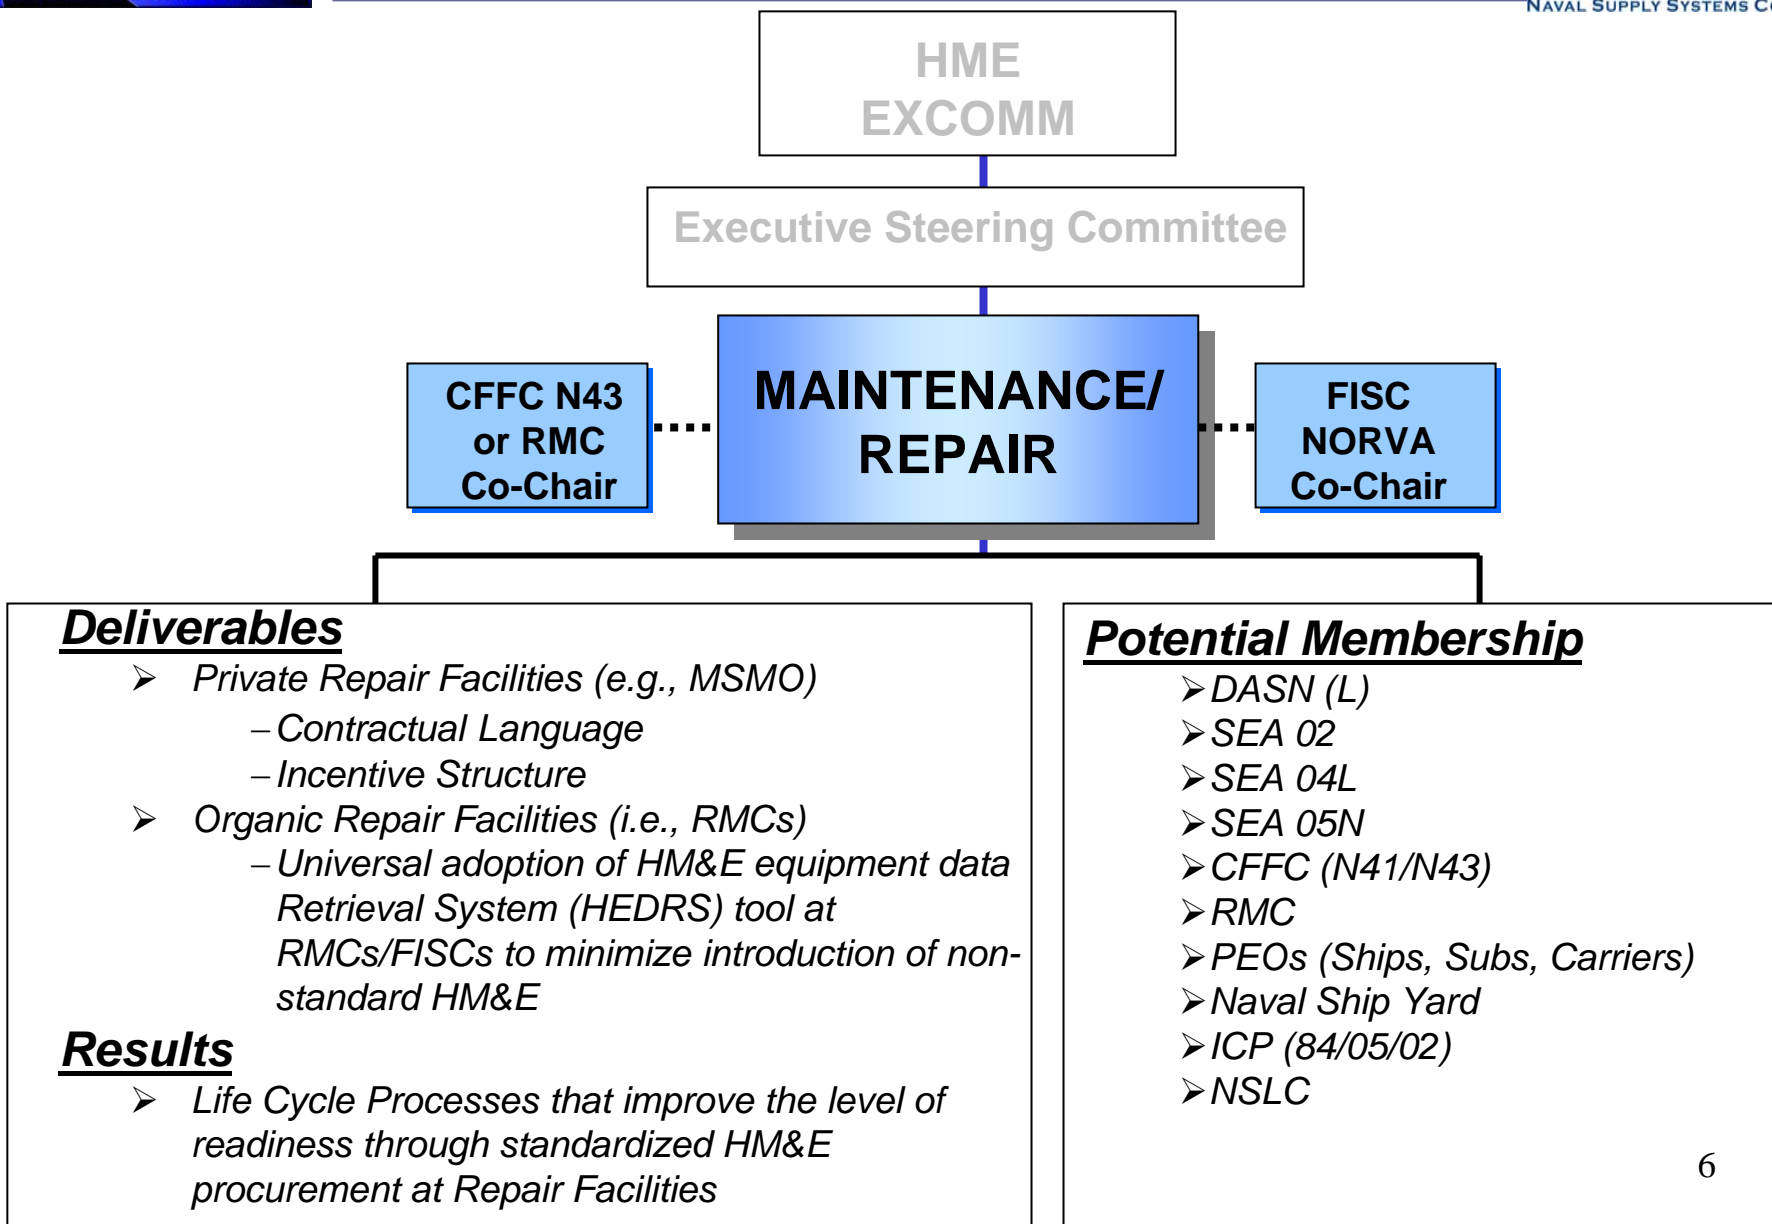 NAVAL SUPPLY SYSTEMS
HME
EXCOMM
Executive Steering Committee
CFFC N43
or RMC
Co-Chair
MAINTENANCE/
REPAIR
FISC
NORVA
Co-Chair
Deliverables
➢ Private Repair Facilities (e.g., MSMO)
– Contractual Language
– Incentive Structure
➢ Organic Repair Facilities (i.e., RMCs)
– Universal adoption of HM&E equipment data
Retrieval System (HEDRS) tool at
RMCs/FISCs to minimize introduction of non-
standard HM&E
Results
➢ Life Cycle Processes that improve the level of
readiness through standardized HM&E
procurement at Repair Facilities
Potential Membership
➢DASN (L)
➢SEA 02
➢SEA 04L
➢SEA 05N
➢CFFC (N41/N43)
➢RMC
➢PEOs (Ships, Subs, Carriers)
➢Naval Ship Yard
➢ICP (84/05/02)
➢NSLC
6